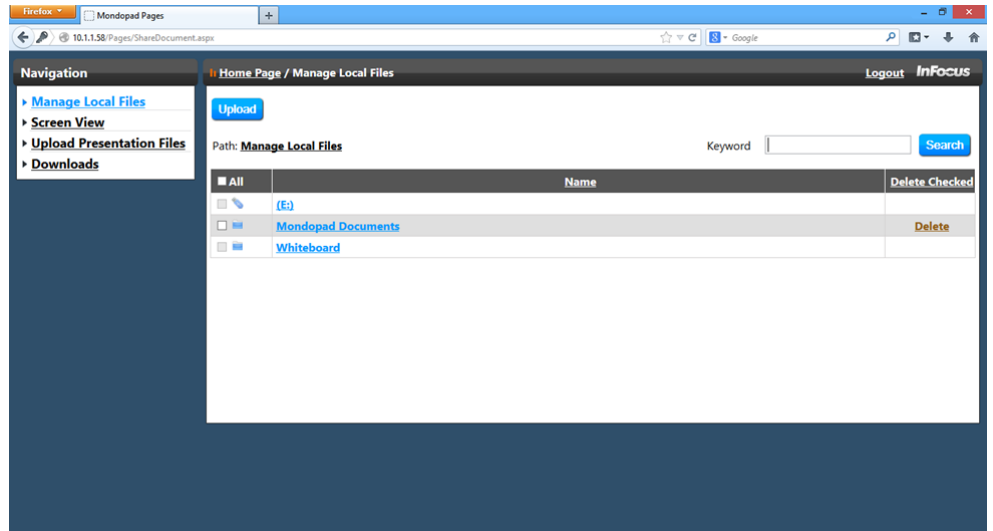 Firefox
Mondopad Pages
10.1.1.58/Pages/ShareDocument.aspx
Google
Navigation
Home Page / Manage Local Files
Logout
InFocus
Manage Local Files
Screen View
Upload Presentation Files
Downloads
Upload
Path: Manage Local Files
Keyword
Search
All
Name
Delete Checked
(E:)
Mondopad Documents
Delete
Whiteboard